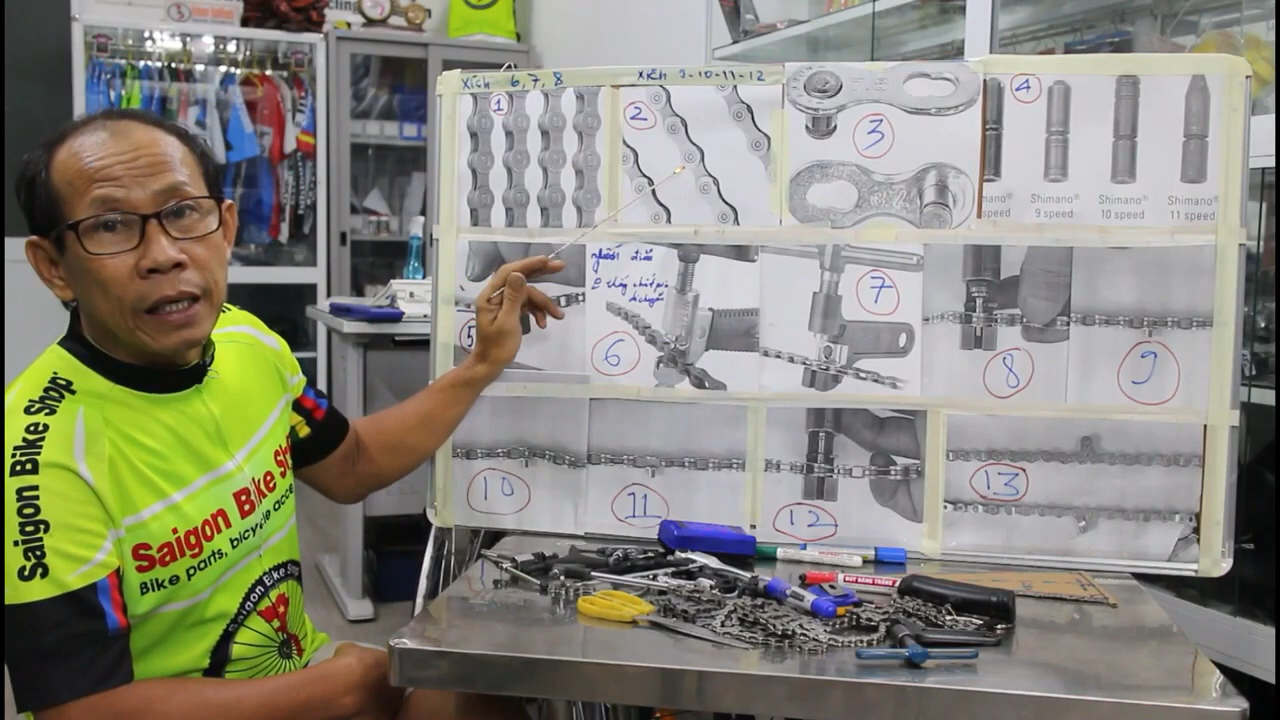 Xích 6, 7, 8
Xích 9-10-11-12
1
2
3
4
Shimano®
9 speed
Shimano®
10 speed
Shimano®
11 speed
speed
5
6
7
8
9
10
11
12
13
Saigon Bike Shop
Saigon Bike
Bike parts, bicycle acce